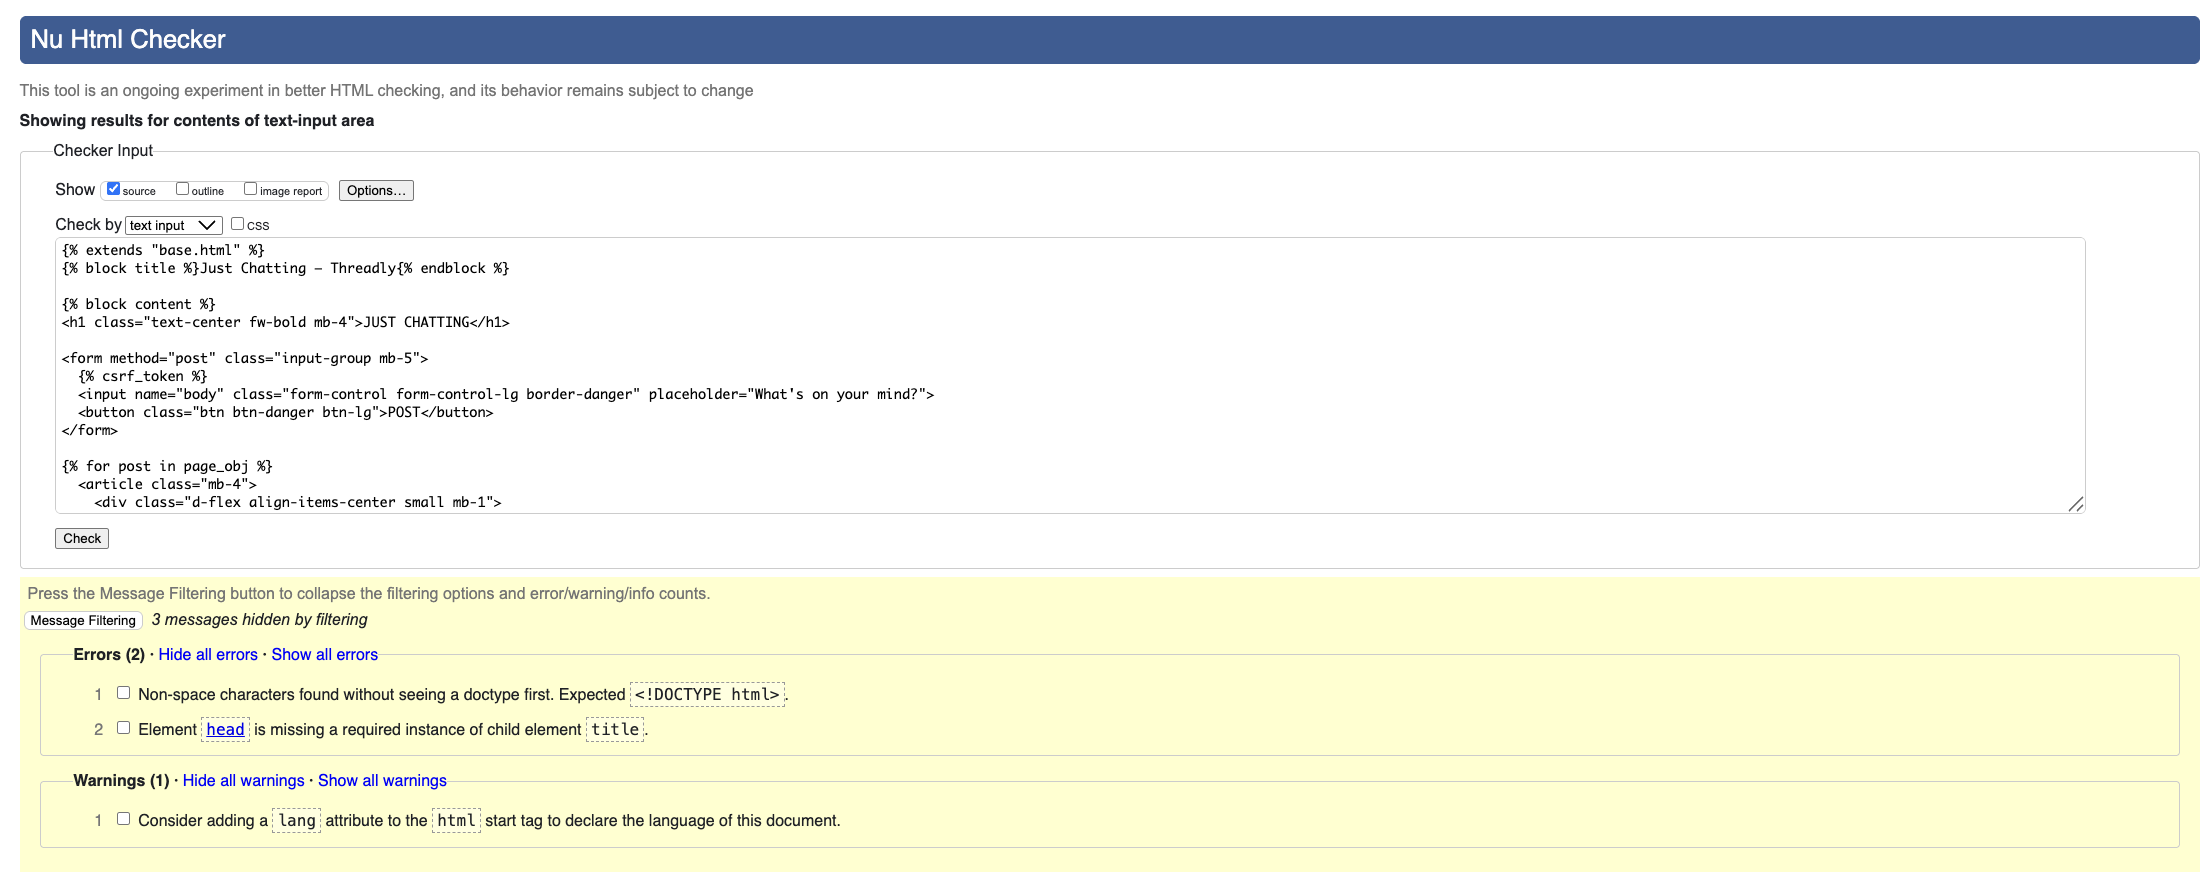 Nu Html Checker
This tool is an ongoing experiment in better HTML checking, and its behavior remains subject to change
Showing results for contents of text-input area
Checker Input
Show source outline image report Options...
Check by text input css
{% extends "base.html" %}
{% block title %}Just Chatting – Threadly{% endblock %}
{% block content %}
<h1 class="text-center fw-bold mb-4">JUST CHATTING</h1>
<form method="post" class="input-group mb-5">
{% csrf_token %}
<input name="body" class="form-control form-control-lg border-danger" placeholder="What's on your mind?">
<button class="btn btn-danger btn-lg">POST</button>
</form>
{% for post in page_obj %}
<article class="mb-4">
<div class="d-flex align-items-center small mb-1">
Check
Press the Message Filtering button to collapse the filtering options and error/warning/info counts.
Message Filtering 3 messages hidden by filtering
Errors (2) · Hide all errors · Show all errors
1 Non-space characters found without seeing a doctype first. Expected <!DOCTYPE html>.
2 Element head is missing a required instance of child element title.
Warnings (1) · Hide all warnings · Show all warnings
1 Consider adding a lang attribute to the html start tag to declare the language of this document.